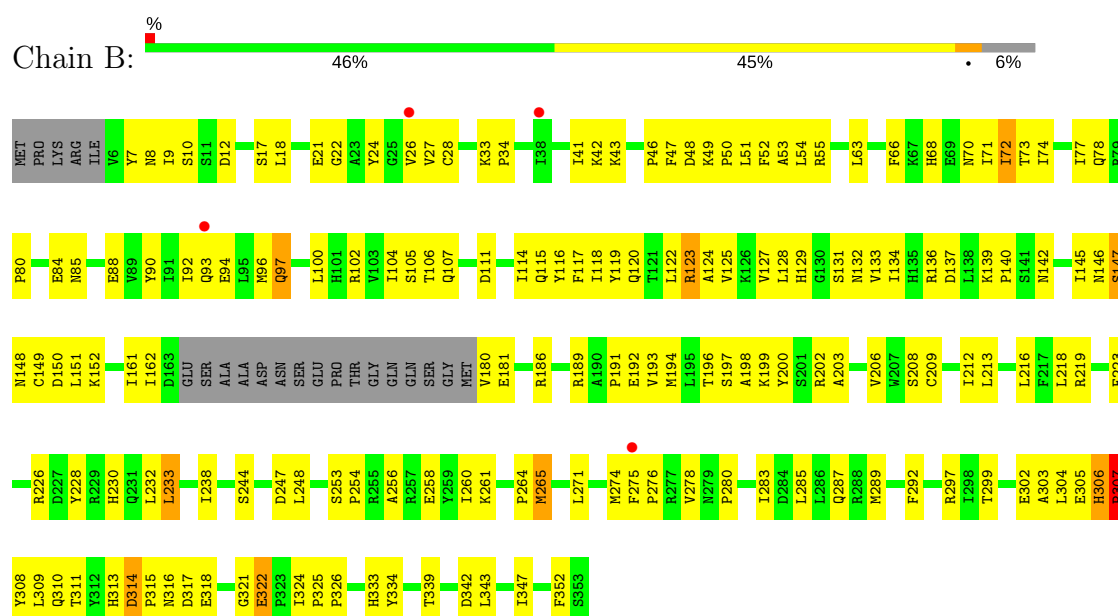 %
Chain B:
46% 45% • 6%
MET PRO LYS ARG ILE V6 Y7 N8 I9 S10 S11 D12 S17 L18 E21 G22 A23 Y24 G25 V26 V27 C28 K33 P34 I38 I41 K42 K43 P46 F47 D48 K49 P50 L51 F52 A53 L54 R55 L63 F66 K67 H68 E69 N70 I71 I72 T73 I74 I77 Q78 R79
P80 E84 N85 E88 V89 Y90 I91 I92 Q93 E94 L95 M96 Q97 L100 H101 R102 V103 I104 S105 T106 Q107 D111 I114 Q115 Y116 F117 I118 Y119 Q120 T121 L122 R123 A124 V125 K126 V127 L128 H129 G130 S131 N132 V133 I134 H135 R136 D137 L138 K139 P140 S141 N142 I145 N146 S147
N148 C149 D150 L151 K152 I161 I162 D163 GLU SER ALA ALA ASP ASN SER GLU PRO THR GLY GLN GLN SER GLY MET V180 E181 R186 R189 A190 P191 E192 V193 M194 L195 T196 S197 A198 K199 Y200 S201 R202 A203 V206 W207 S208 C209 I212 L213 L216 F217 L218 R219
R226 D227 Y228 R229 H230 Q231 L232 L233 I238 S244 D247 L248 S253 P254 R255 A256 R257 E258 Y259 I260 K261 P264 M265 L271 N274 F275 P276 R277 V278 N279 P280 I283 D284 L285 L286 Q287 E288 M289 F292 R297 I298 T299 E302 A303 L304 E305 H306
Y308 L309 Q310 T311 Y312 H313 D314 P315 N316 D317 E318 G321 E322 P323 I324 P325 P326 H333 Y334 T339 D342 L343 I347 F352 S353